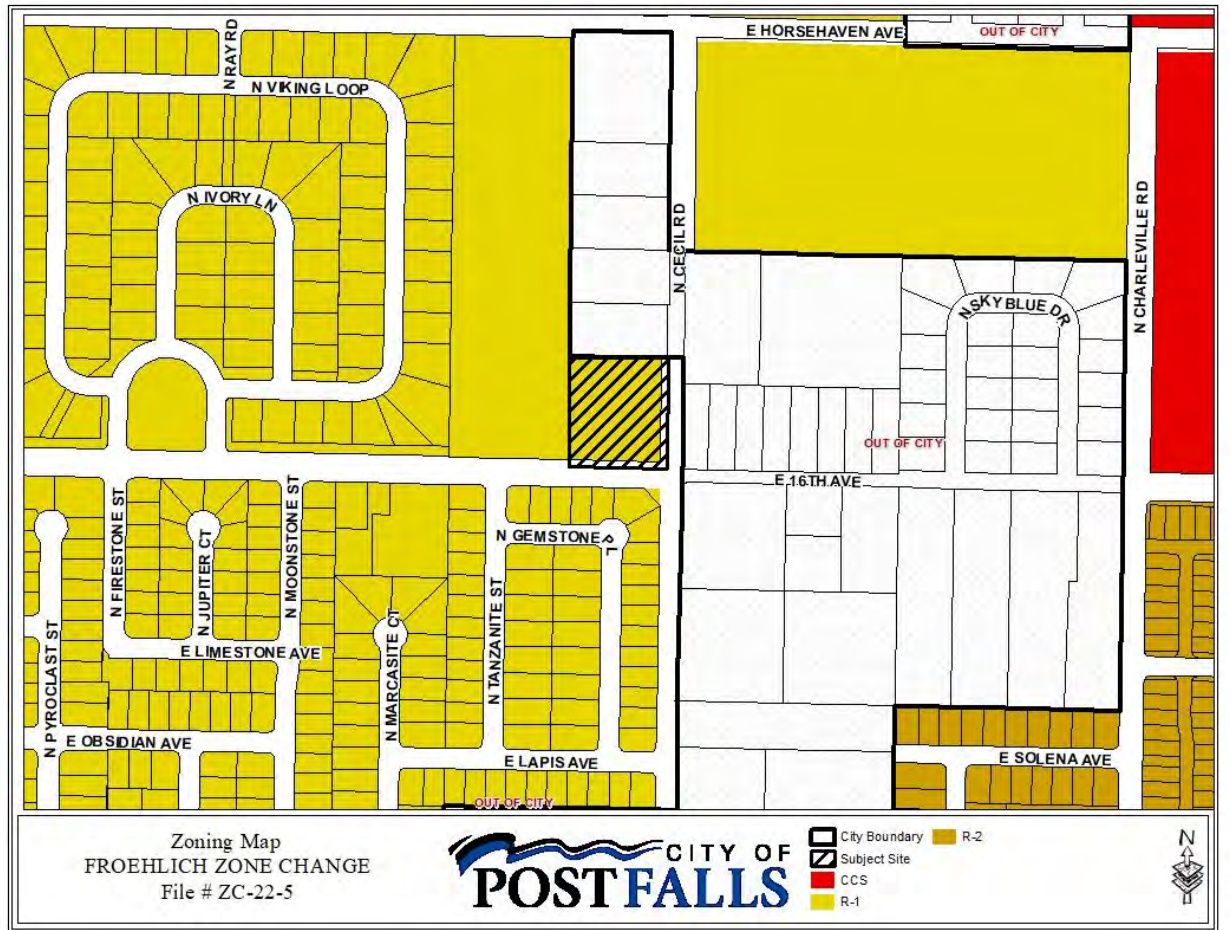 E HORSEHAVEN AVE
OUT OF CITY
N RAY RD
N VIKING LOOP
N IVORY LN
N CECIL RD
N CHARLEVILLE RD
N SKY BLUE DR
OUT OF CITY
E 16TH AVE
N FIRESTONE ST
N JUPITER CT
N MOONSTONE ST
N GEMSTONE PL
N TANZANITE ST
N MARCASITE CT
N PYROCLAST ST
E LIMESTONE AVE
E OBSIDIAN AVE
E LAPIS AVE
E SOLENA AVE
OUT OF CITY
Zoning Map
FROEHLICH ZONE CHANGE
File # ZC-22-5
CITY OF
POST FALLS
City Boundary
R-2
Subject Site
CCS
R-1
N